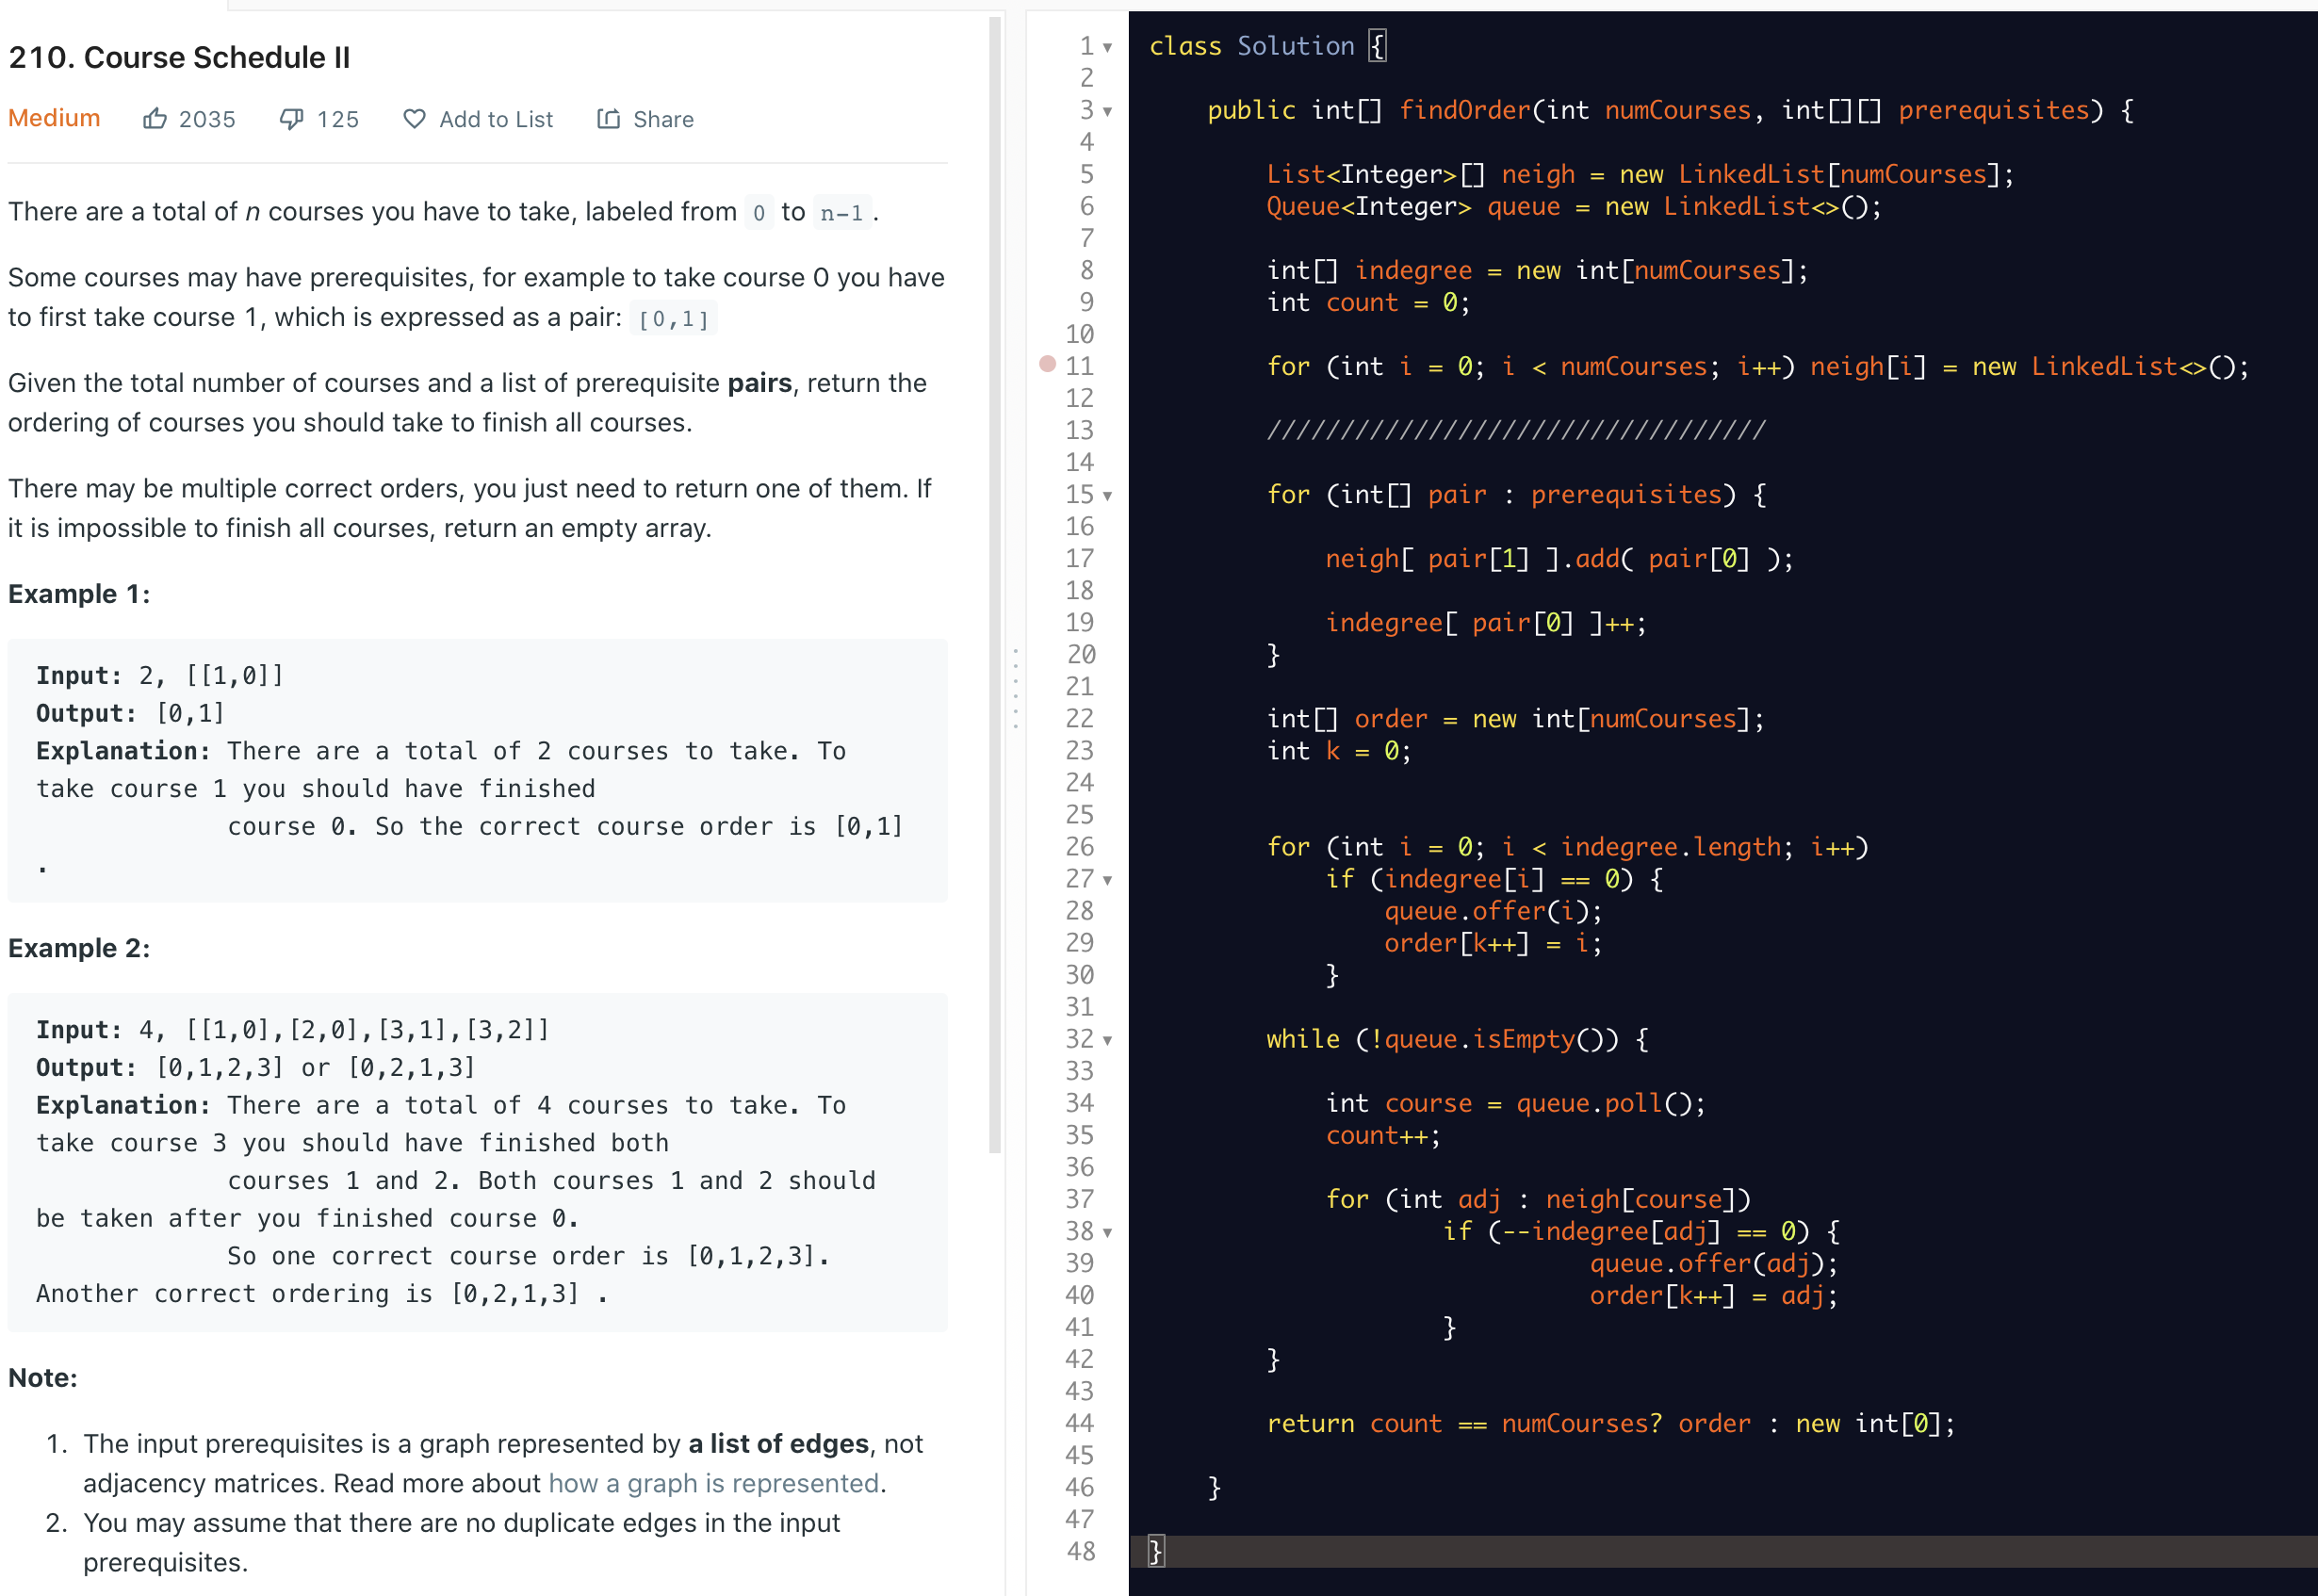 210. Course Schedule II
Medium 2035 125 Add to List Share
There are a total of n courses you have to take, labeled from 0 to n-1.
Some courses may have prerequisites, for example to take course 0 you have
to first take course 1, which is expressed as a pair: [0,1]
Given the total number of courses and a list of prerequisite pairs, return the
ordering of courses you should take to finish all courses.
There may be multiple correct orders, you just need to return one of them. If
it is impossible to finish all courses, return an empty array.
Example 1:
Input: 2, [[1,0]]
Output: [0,1]
Explanation: There are a total of 2 courses to take. To
take course 1 you should have finished
course 0. So the correct course order is [0,1]
.
Example 2:
Input: 4, [[1,0],[2,0],[3,1],[3,2]]
Output: [0,1,2,3] or [0,2,1,3]
Explanation: There are a total of 4 courses to take. To
take course 3 you should have finished both
courses 1 and 2. Both courses 1 and 2 should
be taken after you finished course 0.
So one correct course order is [0,1,2,3].
Another correct ordering is [0,2,1,3] .
Note:
1. The input prerequisites is a graph represented by a list of edges, not
adjacency matrices. Read more about how a graph is represented.
2. You may assume that there are no duplicate edges in the input
prerequisites.
1 class Solution {
2
3 public int[] findOrder(int numCourses, int[][] prerequisites) {
4
5 List<Integer>[] neigh = new LinkedList[numCourses];
6 Queue<Integer> queue = new LinkedList<>();
7
8 int[] indegree = new int[numCourses];
9 int count = 0;
10
11 for (int i = 0; i < numCourses; i++) neigh[i] = new LinkedList<>();
12
13 //////////////////////////////////
14
15 for (int[] pair : prerequisites) {
16
17 neigh[ pair[1] ].add( pair[0] );
18
19 indegree[ pair[0] ]++;
20 }
21
22 int[] order = new int[numCourses];
23 int k = 0;
24
25
26 for (int i = 0; i < indegree.length; i++)
27 if (indegree[i] == 0) {
28 queue.offer(i);
29 order[k++] = i;
30 }
31
32 while (!queue.isEmpty()) {
33
34 int course = queue.poll();
35 count++;
36
37 for (int adj : neigh[course])
38 if (--indegree[adj] == 0) {
39 queue.offer(adj);
40 order[k++] = adj;
41 }
42 }
43
44 return count == numCourses? order : new int[0];
45
46 }
47
48 }